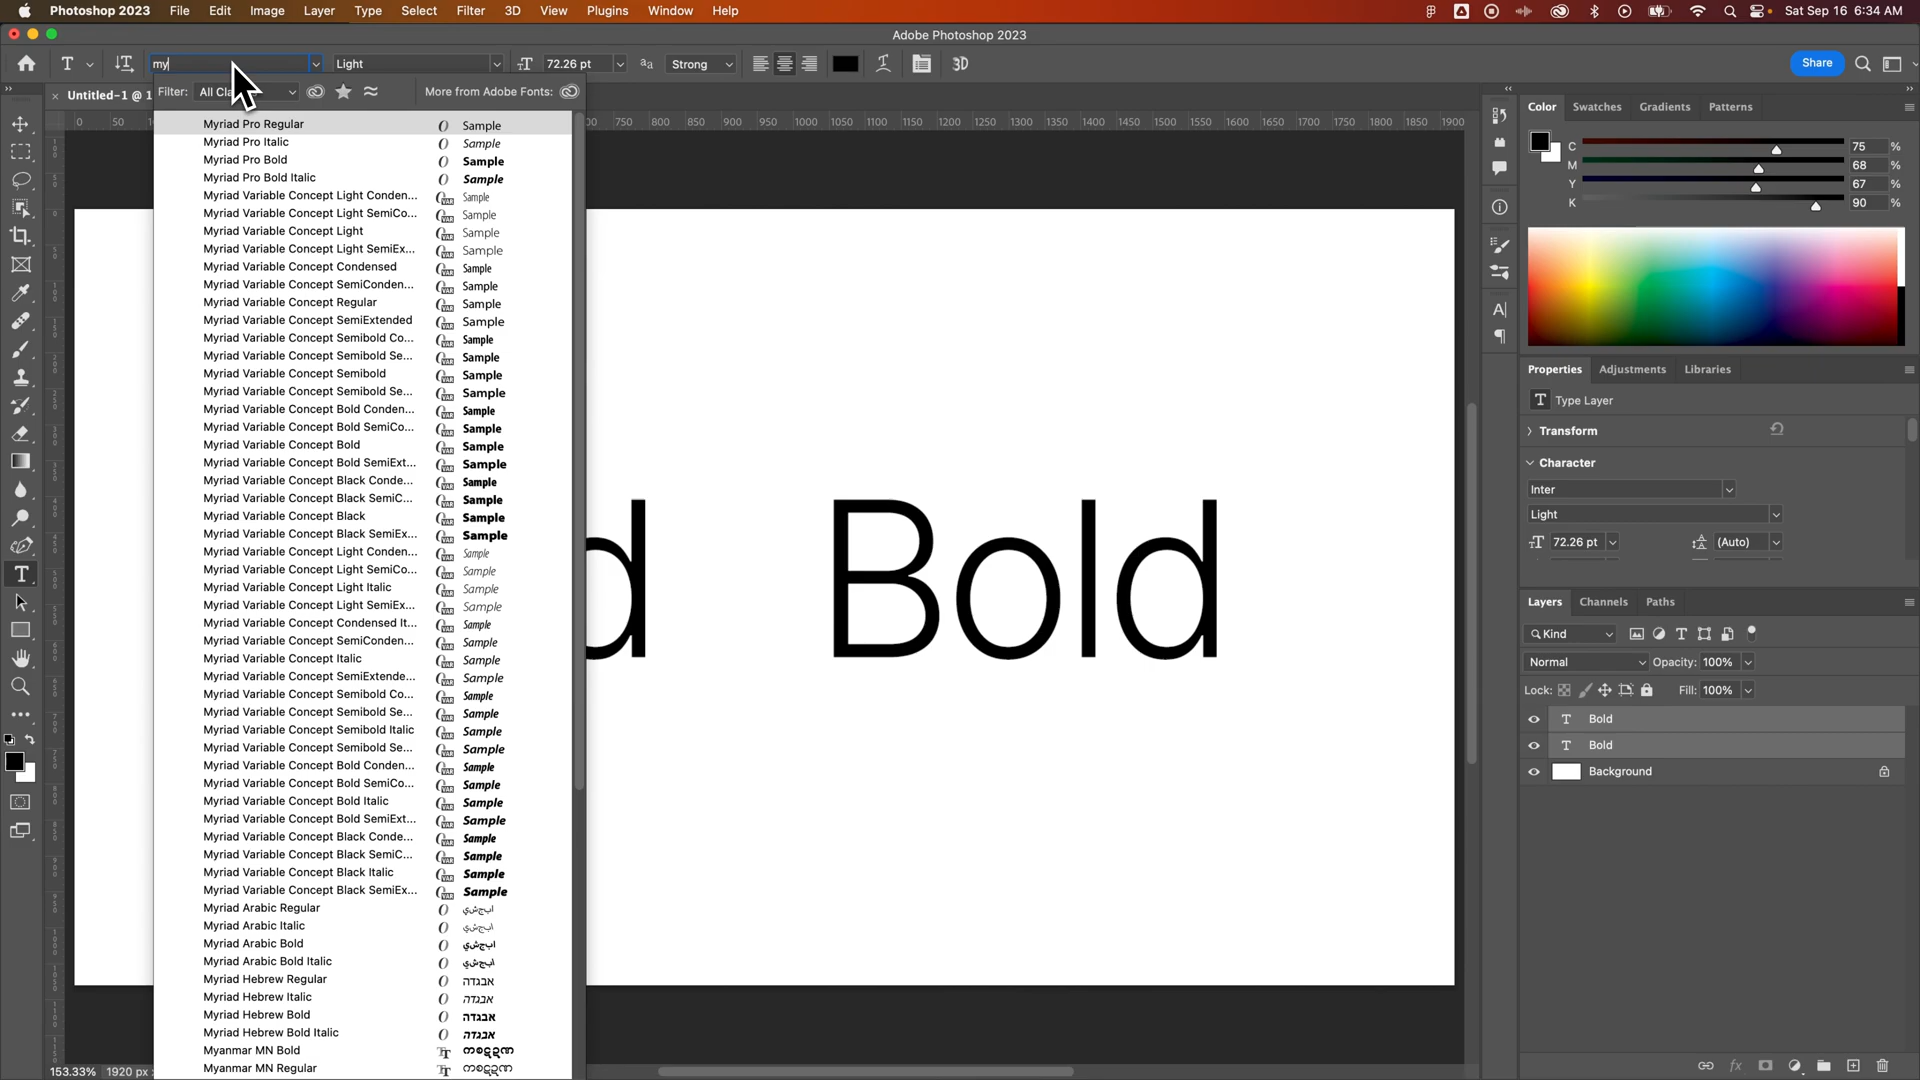 Photoshop 2023 File Edit Image Layer Type Select Filter 3D View Plugins Window Help Sat Sep 16 6:34 AM
Adobe Photoshop 2023
my Light 72.26 pt Strong Share
Untitled-1 @ 1
Filter: All Cla More from Adobe Fonts:
0 50 10 700 750 800 850 900 950 1000 1050 1100 1150 1200 1250 1300 1350 1400 1450 1500 1550 1600 1650 1700 1750 1800 1850 1900
Myriad Pro Regular Sample
Myriad Pro Italic Sample
Myriad Pro Bold Sample
Myriad Pro Bold Italic Sample
Myriad Variable Concept Light Conden... Sample
Myriad Variable Concept Light SemiCo... Sample
Myriad Variable Concept Light Sample
Myriad Variable Concept Light SemiEx... Sample
Myriad Variable Concept Condensed Sample
Myriad Variable Concept SemiConden... Sample
Myriad Variable Concept Regular Sample
Myriad Variable Concept SemiExtended Sample
Myriad Variable Concept Semibold Co... Sample
Myriad Variable Concept Semibold Se... Sample
Myriad Variable Concept Semibold Sample
Myriad Variable Concept Semibold Se... Sample
Myriad Variable Concept Bold Conden... Sample
Myriad Variable Concept Bold SemiCo... Sample
Myriad Variable Concept Bold Sample
Myriad Variable Concept Bold SemiExt... Sample
Myriad Variable Concept Black Conde... Sample
Myriad Variable Concept Black SemiC... Sample
Myriad Variable Concept Black Sample
Myriad Variable Concept Black SemiEx... Sample
Myriad Variable Concept Light Conden... Sample
Myriad Variable Concept Light SemiCo... Sample
Myriad Variable Concept Light Italic Sample
Myriad Variable Concept Light SemiEx... Sample
Myriad Variable Concept Condensed It... Sample
Myriad Variable Concept SemiConden... Sample
Myriad Variable Concept Italic Sample
Myriad Variable Concept SemiExtende... Sample
Myriad Variable Concept Semibold Co... Sample
Myriad Variable Concept Semibold Se... Sample
Myriad Variable Concept Semibold Italic Sample
Myriad Variable Concept Semibold Se... Sample
Myriad Variable Concept Bold Conden... Sample
Myriad Variable Concept Bold SemiCo... Sample
Myriad Variable Concept Bold Italic Sample
Myriad Variable Concept Bold SemiExt... Sample
Myriad Variable Concept Black Conde... Sample
Myriad Variable Concept Black SemiC... Sample
Myriad Variable Concept Black Italic Sample
Myriad Variable Concept Black SemiEx... Sample
Myriad Arabic Regular ابجشي
Myriad Arabic Italic ابجشي
Myriad Arabic Bold ابجشي
Myriad Arabic Bold Italic ابجشي
Myriad Hebrew Regular אבגדה
Myriad Hebrew Italic אבגדה
Myriad Hebrew Bold אבגדה
Myriad Hebrew Bold Italic אבגדה
Myanmar MN Bold
Myanmar MN Regular
d Bold
153.33% 1920 px
Color Swatches Gradients Patterns
C 75 %
M 68 %
Y 67 %
K 90 %
Properties Adjustments Libraries
Type Layer
Transform
Character
Inter
Light
72.26 pt (Auto)
Layers Channels Paths
Kind
Normal Opacity: 100%
Lock: Fill: 100%
Bold
Bold
Background